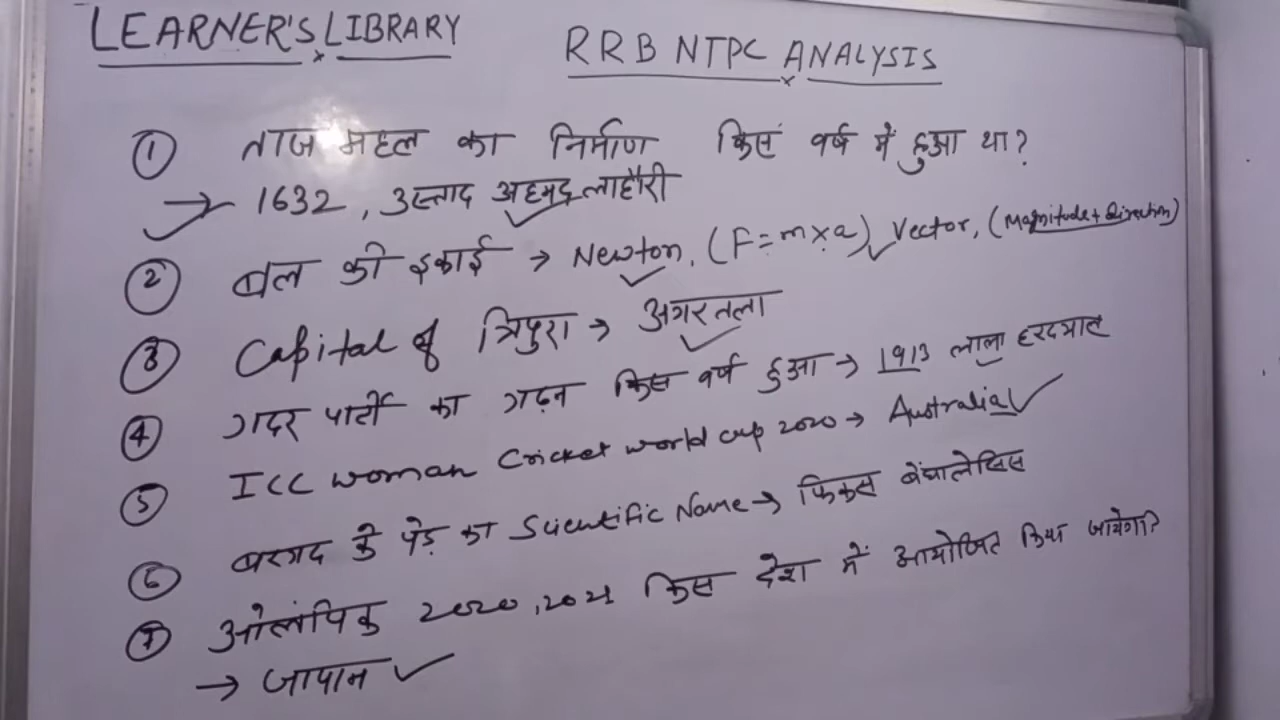 LEARNER'S LIBRARY
RRB NTPC ANALYSIS
① ताज महल का निर्माण किस वर्ष में हुआ था?
→ 1632, उस्ताद अहमद लाहौरी
② बल की इकाई → Newton, (F = m × a) Vector, (Magnitude + Direction)
③ Capital of त्रिपुरा → अगरतला
④ गदर पार्टी का गढ़न किस वर्ष हुआ → 1913 लाला हरदयाल
⑤ ICC woman Cricket world cup 2020 → Australia
⑥ बरगद के पेड़ का Scientific Name → फिकस बेंघालेंसिस
⑦ ओलंपिक 2020, 2021 किस देश में आयोजित किया जायेगा?
→ जापान